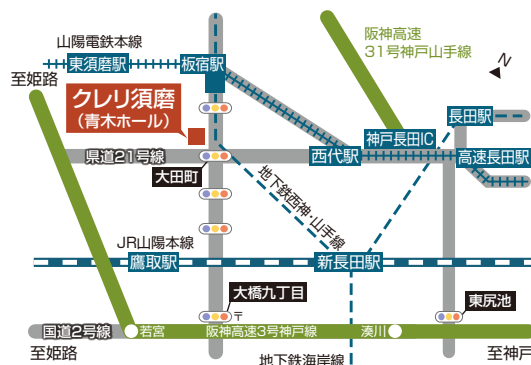 山陽電鉄本線
阪神高速
31号神戸山手線
N
東須磨駅
板宿駅
至姫路
クレリ須磨
(青木ホール)
長田駅
神戸長田IC
県道21号線
西代駅
高速長田駅
大田町
地下鉄西神・山手線
JR山陽本線
鷹取駅
新長田駅
大橋九丁目
〒
東尻池
国道2号線
若宮
阪神高速3号神戸線
湊川
至姫路
地下鉄海岸線
至神戸